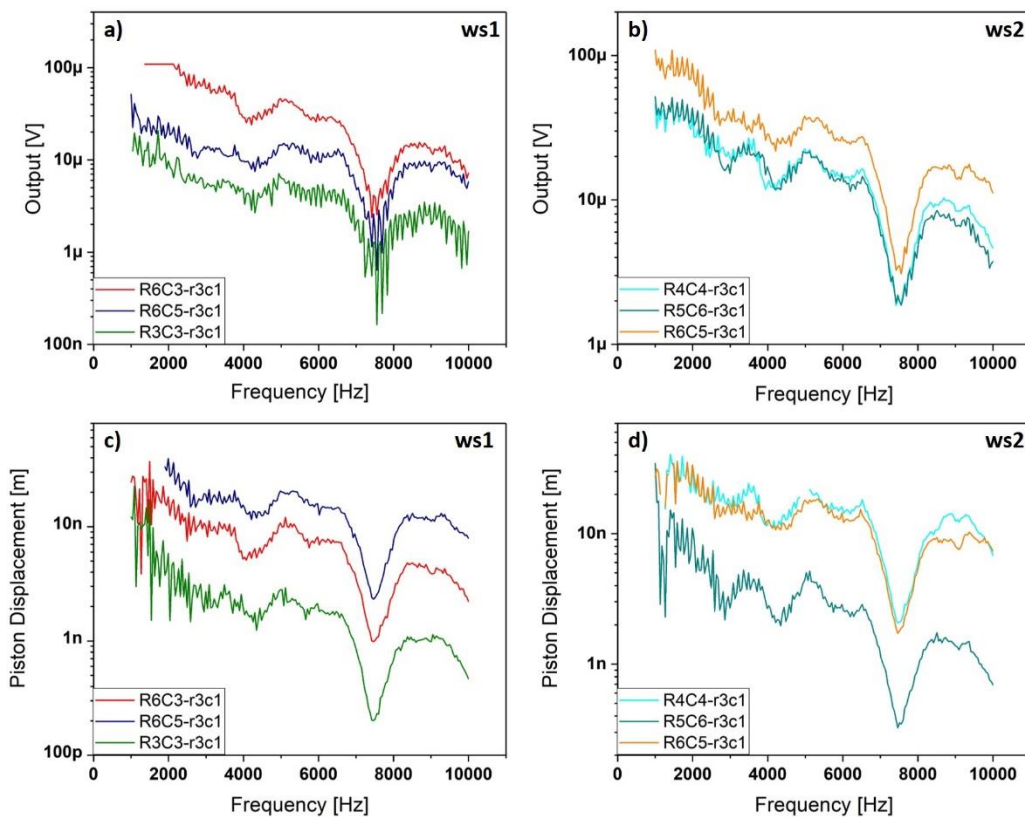 a)
ws1
Output [V]
100µ
10µ
1µ
100n
R6C3-r3c1
R6C5-r3c1
R3C3-r3c1
0 2000 4000 6000 8000 10000
Frequency [Hz]
b)
ws2
Output [V]
100µ
10µ
1µ
R4C4-r3c1
R5C6-r3c1
R6C5-r3c1
0 2000 4000 6000 8000 10000
Frequency [Hz]
c)
ws1
Piston Displacement [m]
10n
1n
100p
R6C3-r3c1
R6C5-r3c1
R3C3-r3c1
0 2000 4000 6000 8000 10000
Frequency [Hz]
d)
ws2
Piston Displacement [m]
10n
1n
R4C4-r3c1
R5C6-r3c1
R6C5-r3c1
0 2000 4000 6000 8000 10000
Frequency [Hz]